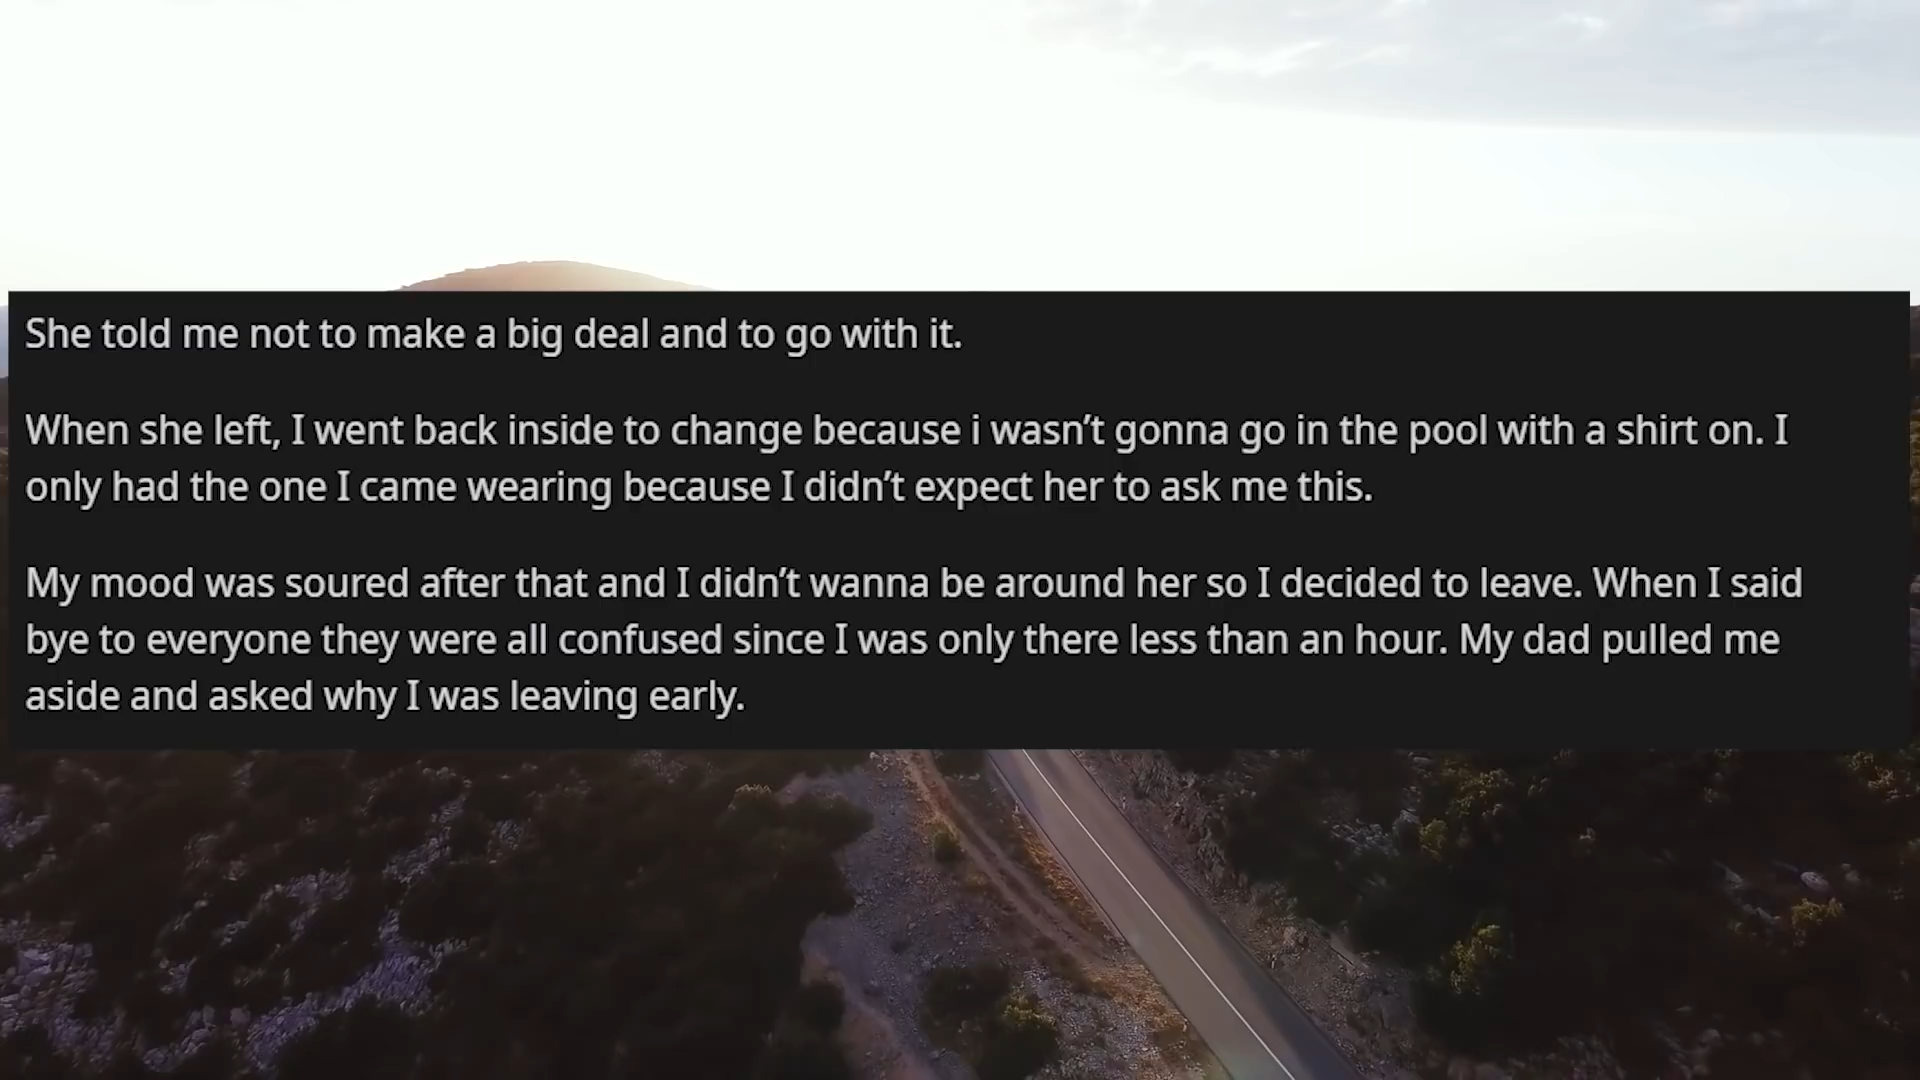 She told me not to make a big deal and to go with it.
When she left, I went back inside to change because i wasn’t gonna go in the pool with a shirt on. I
only had the one I came wearing because I didn’t expect her to ask me this.
My mood was soured after that and I didn’t wanna be around her so I decided to leave. When I said
bye to everyone they were all confused since I was only there less than an hour. My dad pulled me
aside and asked why I was leaving early.